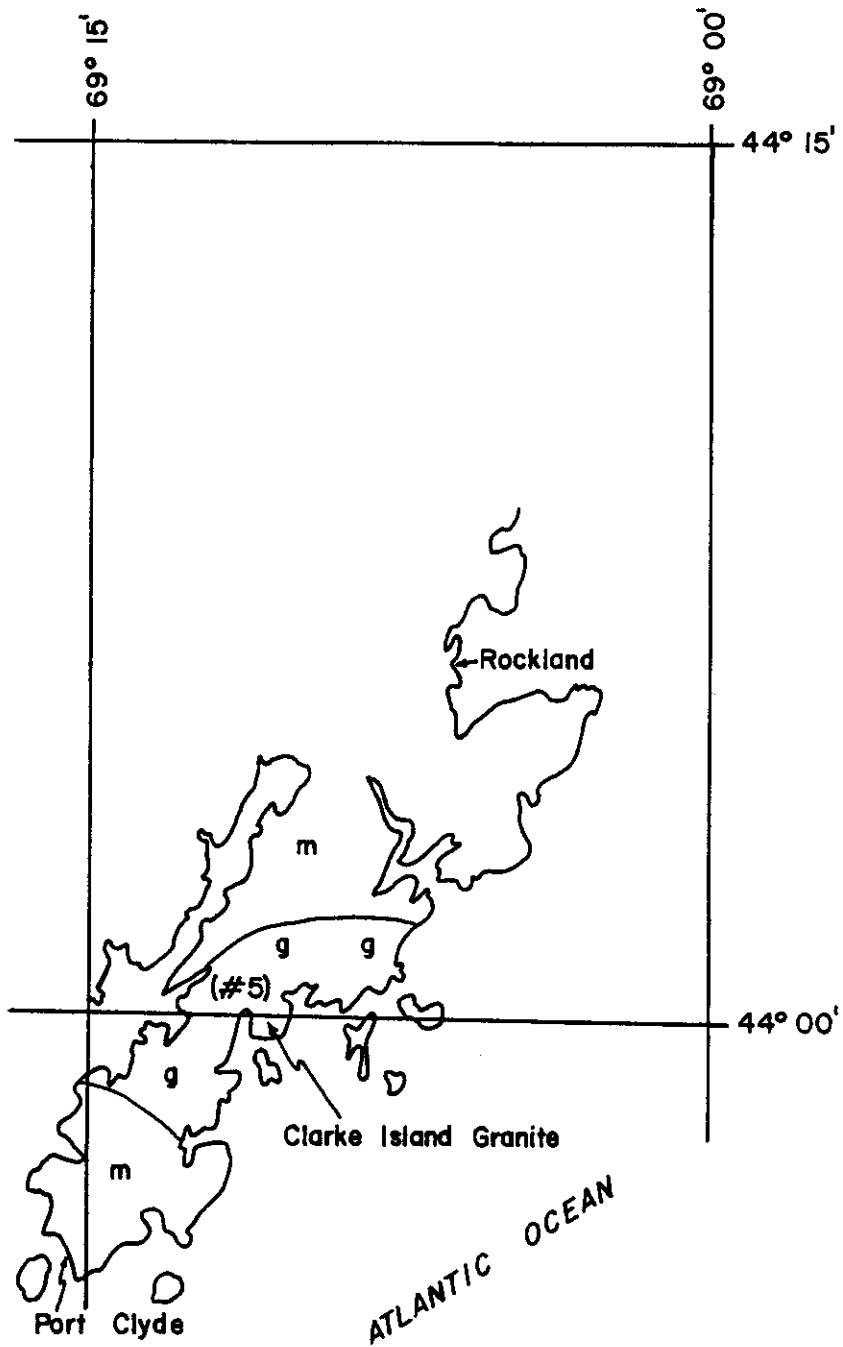 69° 15'
69° 00'
44° 15'
Rockland
m
g g
(#5)
44° 00'
g
Clarke Island Granite
m
ATLANTIC OCEAN
Port Clyde